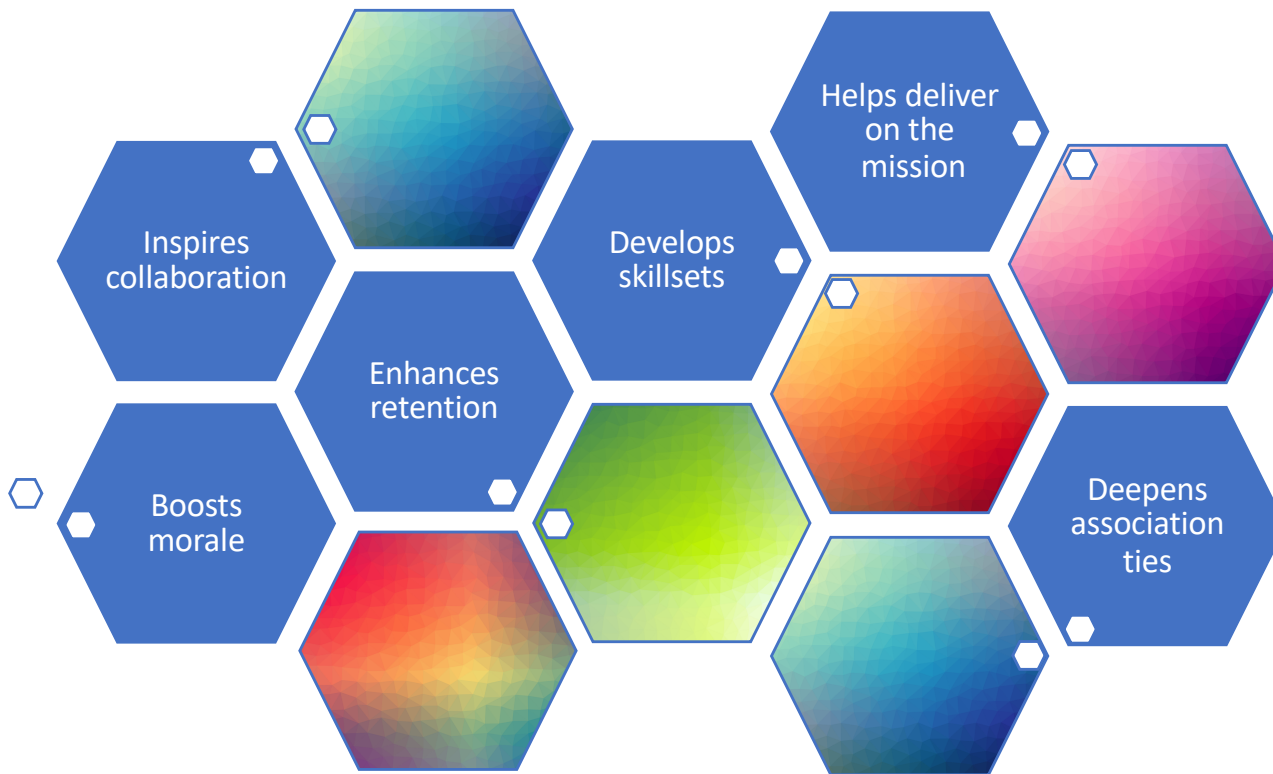 Inspires
collaboration
Boosts
morale
Enhances
retention
Develops
skillsets
Helps deliver
on the
mission
Deepens
association
ties